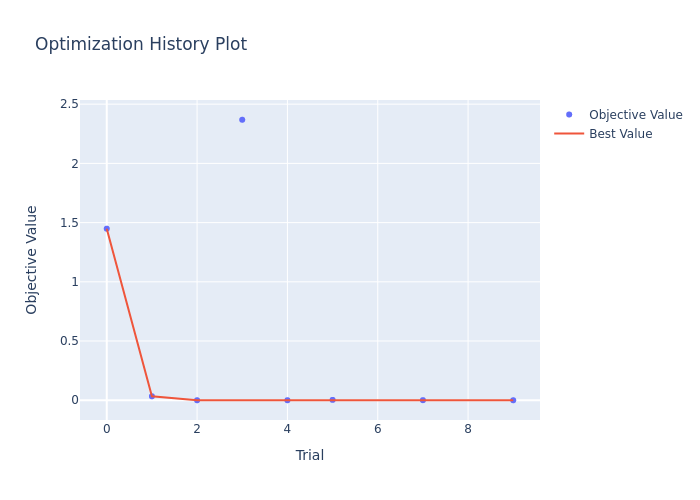 Optimization History Plot
Objective Value
Best Value
2.5
2
1.5
1
0.5
0
Objective Value
0
2
4
6
8
Trial